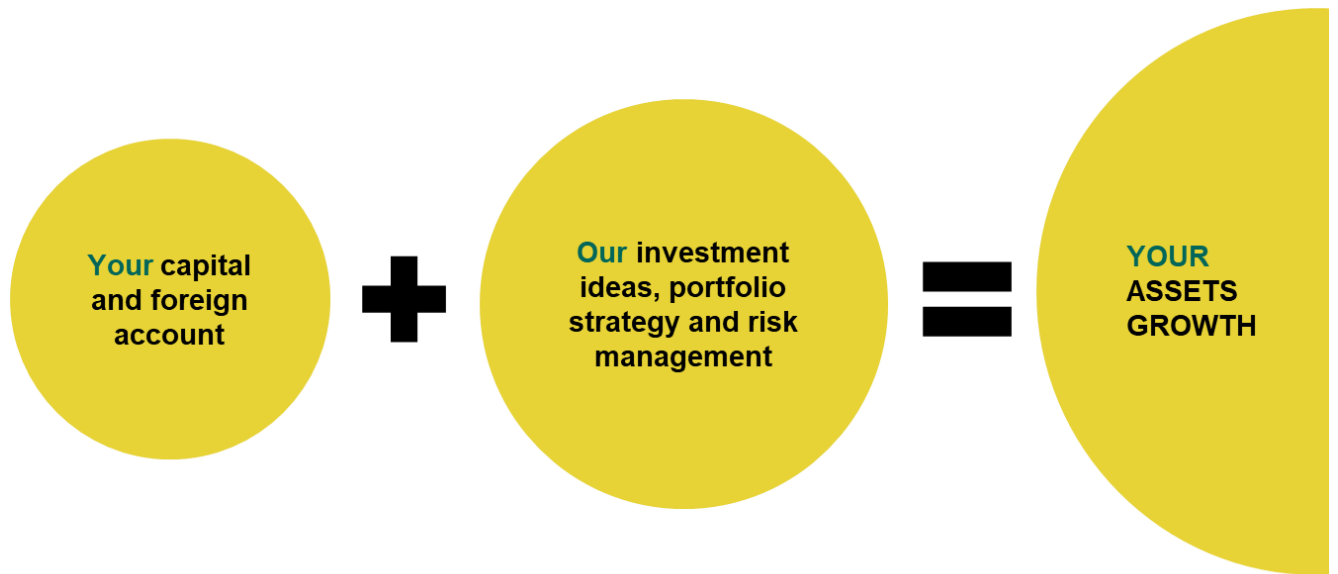 Your capital
and foreign
account
Our investment
ideas, portfolio
strategy and risk
management
YOUR
ASSETS
GROWTH